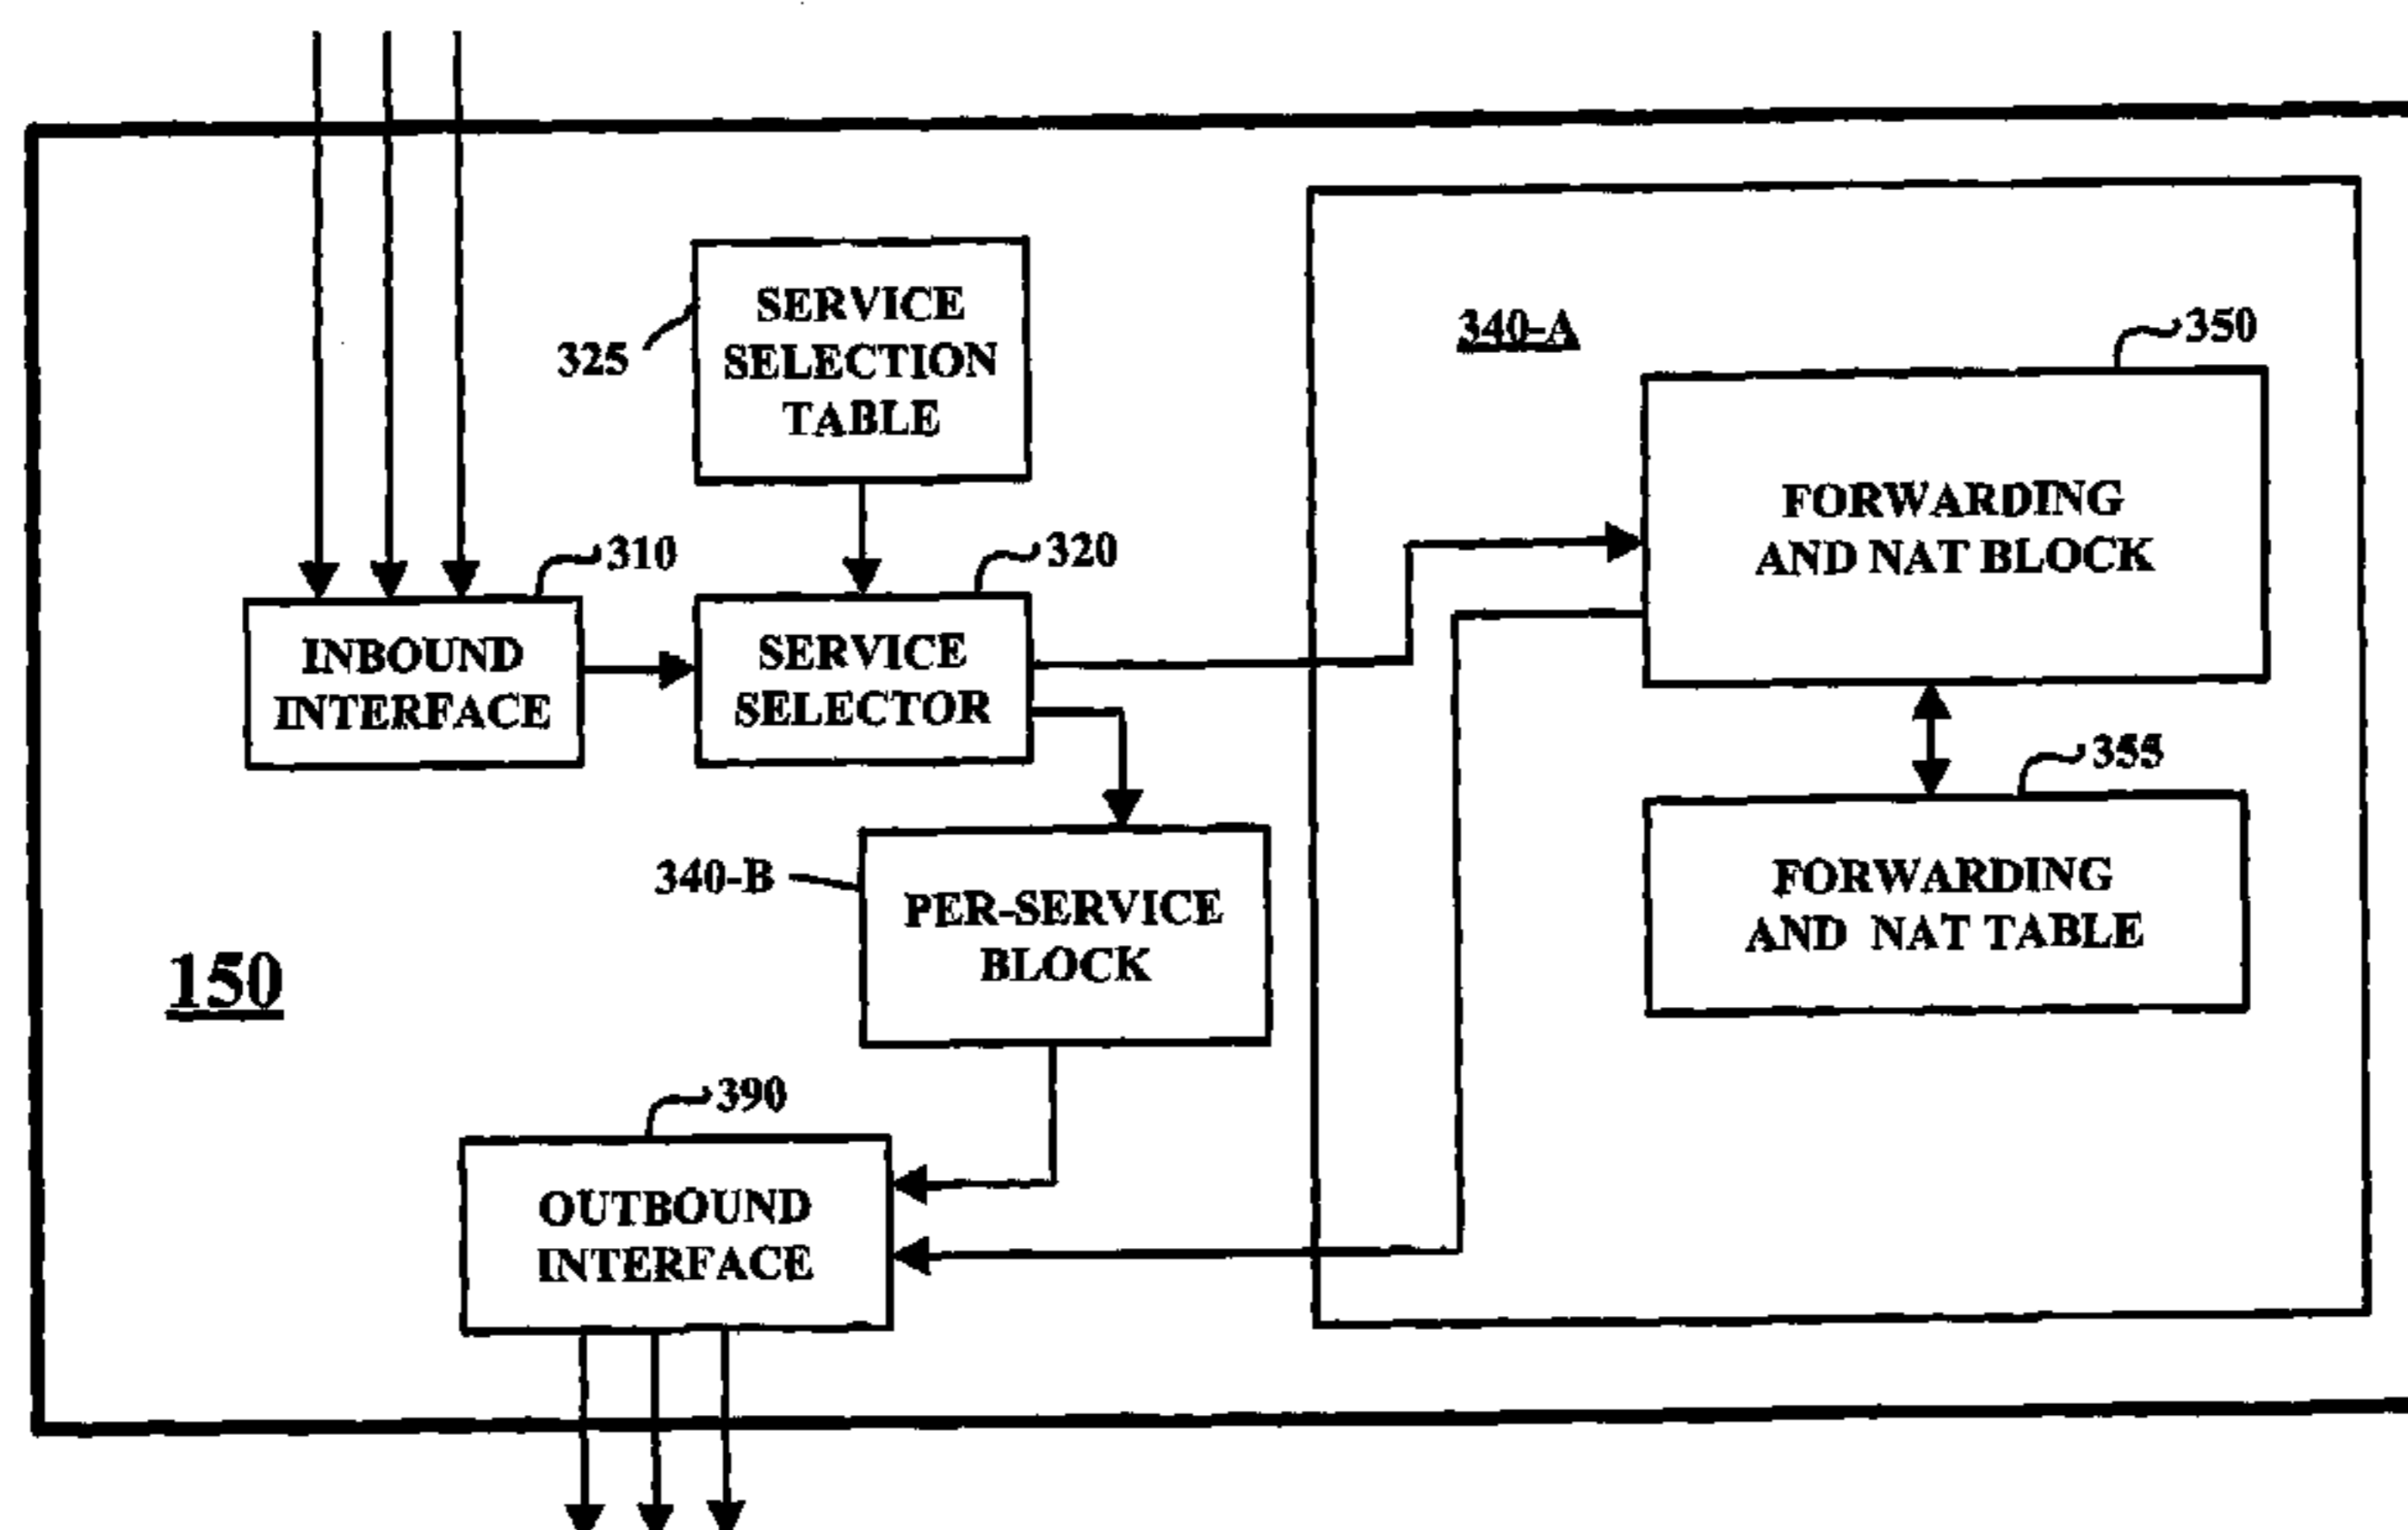 325
SERVICE
SELECTION
TABLE
340-A
350
FORWARDING
AND NAT BLOCK
310
INBOUND
INTERFACE
320
SERVICE
SELECTOR
355
FORWARDING
AND NAT TABLE
340-B
PER-SERVICE
BLOCK
150
390
OUTBOUND
INTERFACE